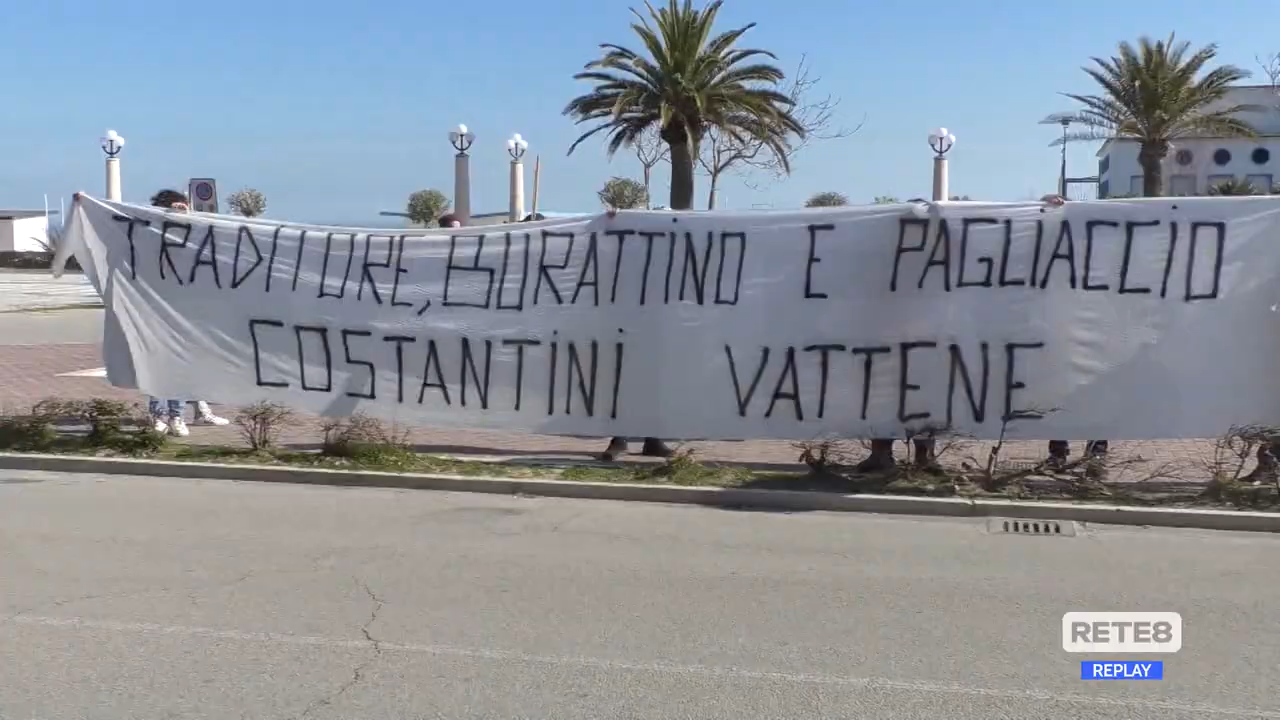 TRADITORE, BURATTINO E PAGLIACCIO
COSTANTINI VATTENE
RETE8
REPLAY